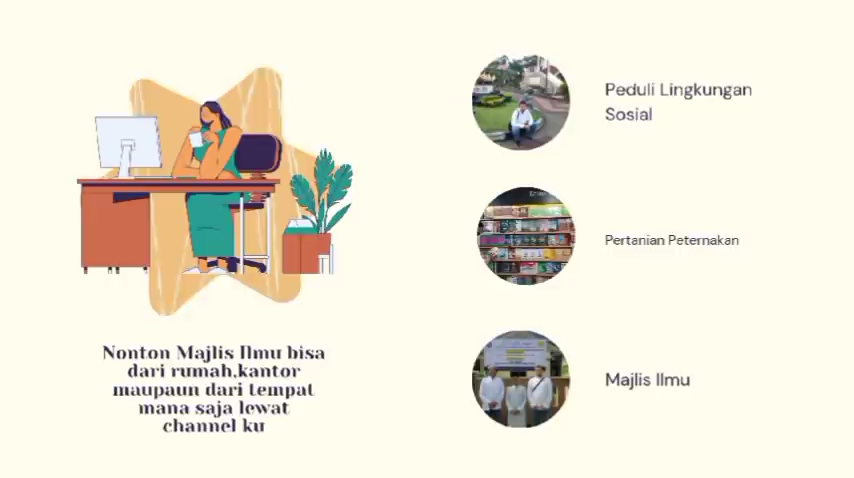 Nonton Majlis Ilmu bisa
dari rumah,kantor
maupaun dari tempat
mana saja lewat
channel ku
Peduli Lingkungan
Sosial
Pertanian Peternakan
Majlis Ilmu